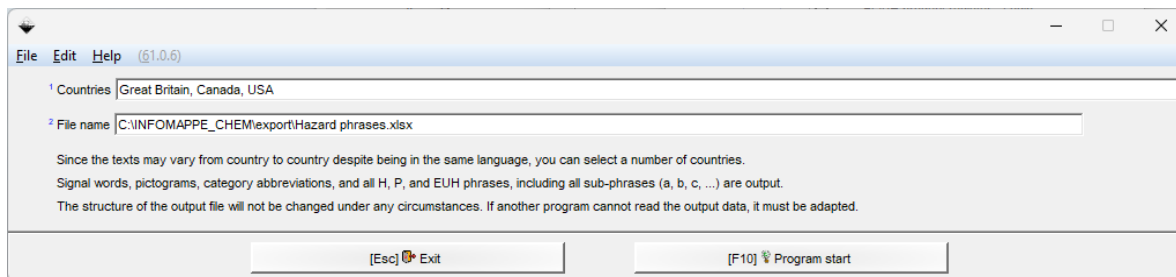 File Edit Help (61.0.6)
1 Countries Great Britain, Canada, USA
2 File name C:\INFOMAPPE_CHEM\export\Hazard phrases.xlsx
Since the texts may vary from country to country despite being in the same language, you can select a number of countries.
Signal words, pictograms, category abbreviations, and all H, P, and EUH phrases, including all sub-phrases (a, b, c, ...) are output.
The structure of the output file will not be changed under any circumstances. If another program cannot read the output data, it must be adapted.
[Esc] Exit [F10] Program start